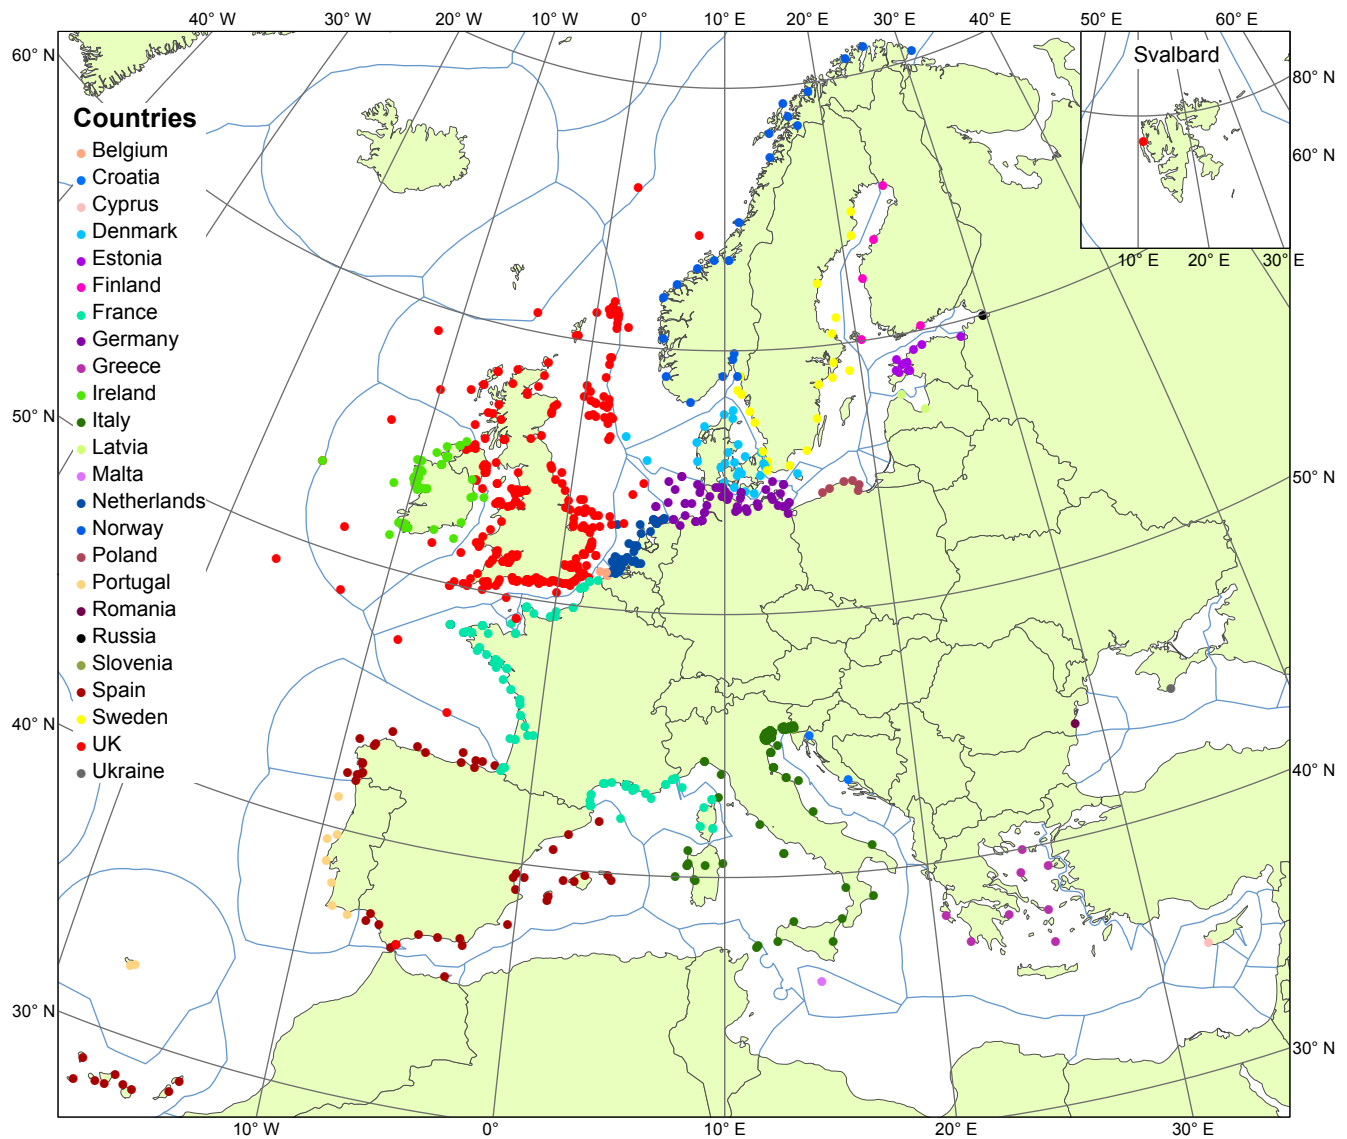 40° W 30° W 20° W 10° W 0° 10° E 20° E 30° E 40° E 50° E 60° E
60° N
Svalbard
80° N
Countries
Belgium
60° N
Croatia
Cyprus
Denmark
Estonia
10° E 20° E 30° E
Finland
France
Germany
Greece
Ireland
50° N
Italy
Latvia
Malta
50° N
Netherlands
Norway
Poland
Portugal
Romania
Russia
Slovenia
Spain
Sweden
40° N
UK
Ukraine
40° N
30° N
30° N
10° W 0° 10° E 20° E 30° E